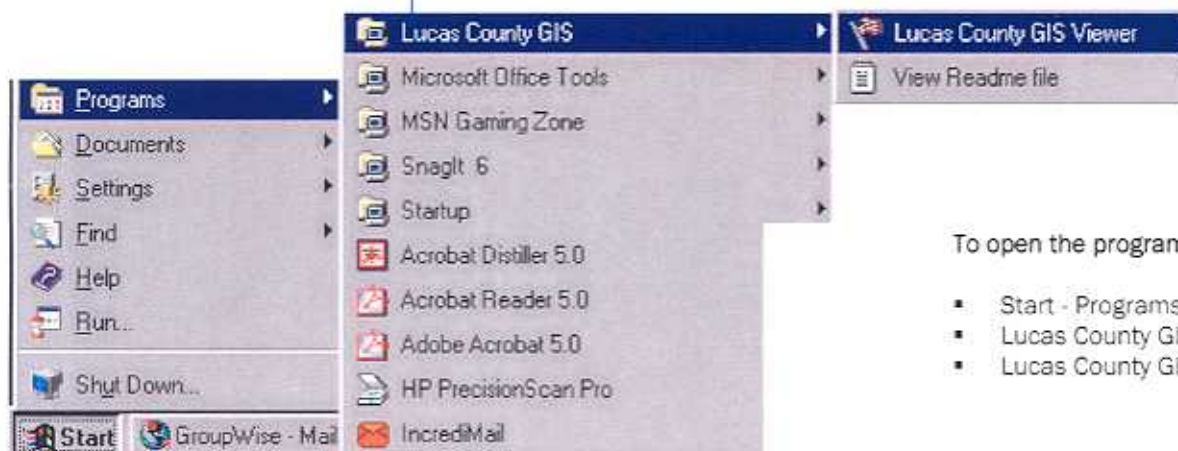 Programs
Documents
Settings
Find
Help
Run...
Shut Down...
Start
GroupWise - Mail
Lucas County GIS
Microsoft Office Tools
MSN Gaming Zone
SnagIt 6
Startup
Acrobat Distiller 5.0
Acrobat Reader 5.0
Adobe Acrobat 5.0
HP PrecisionScan Pro
IncrediMail
Lucas County GIS Viewer
View Readme file
To open the program
▪ Start - Programs
▪ Lucas County GI
▪ Lucas County GI